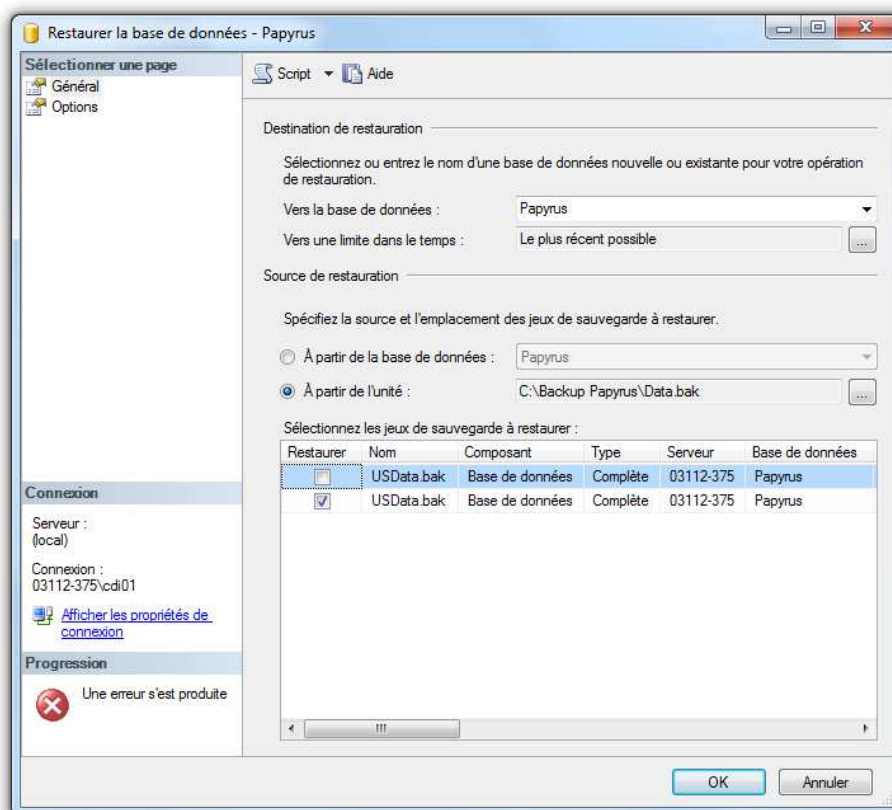 Restaurer la base de données - Papyrus
Sélectionner une page
Général
Options
Script
Aide
Destination de restauration
Sélectionnez ou entrez le nom d'une base de données nouvelle ou existante pour votre opération
de restauration.
Vers la base de données :
Papyrus
Vers une limite dans le temps :
Le plus récent possible
...
Source de restauration
Spécifiez la source et l'emplacement des jeux de sauvegarde à restaurer.
À partir de la base de données :
Papyrus
À partir de l'unité :
C:\Backup Papyrus\Data.bak
...
Sélectionnez les jeux de sauvegarde à restaurer :
Restaurer Nom Composant Type Serveur Base de données
USData.bak Base de données Complète 03112-375 Papyrus
USData.bak Base de données Complète 03112-375 Papyrus
Connexion
Serveur :
(local)
Connexion :
03112-375\cdi01
Afficher les propriétés de
connexion
Progression
Une erreur s'est produite
OK
Annuler